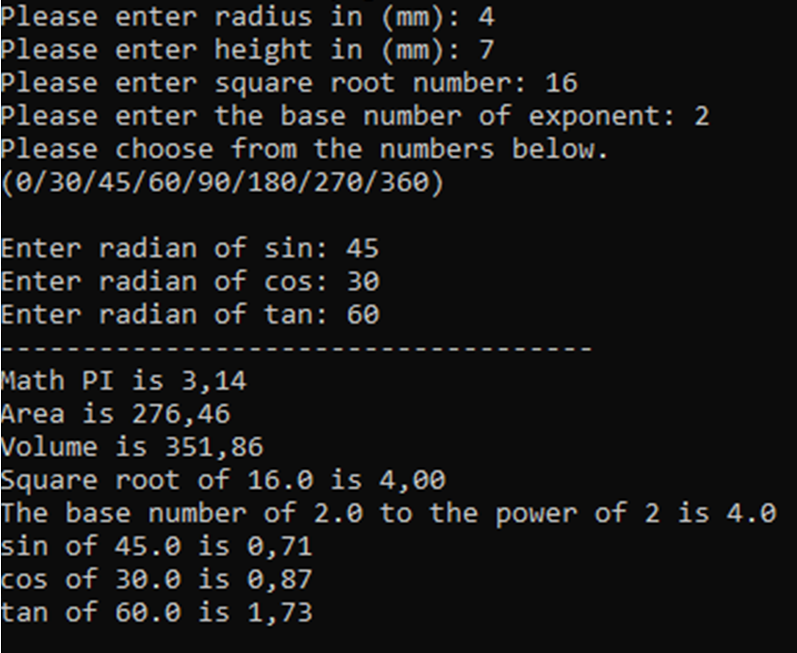 Please enter radius in (mm): 4
Please enter height in (mm): 7
Please enter square root number: 16
Please enter the base number of exponent: 2
Please choose from the numbers below.
(0/30/45/60/90/180/270/360)
Enter radian of sin: 45
Enter radian of cos: 30
Enter radian of tan: 60
------------------------------------
Math PI is 3,14
Area is 276,46
Volume is 351,86
Square root of 16.0 is 4,00
The base number of 2.0 to the power of 2 is 4.0
sin of 45.0 is 0,71
cos of 30.0 is 0,87
tan of 60.0 is 1,73